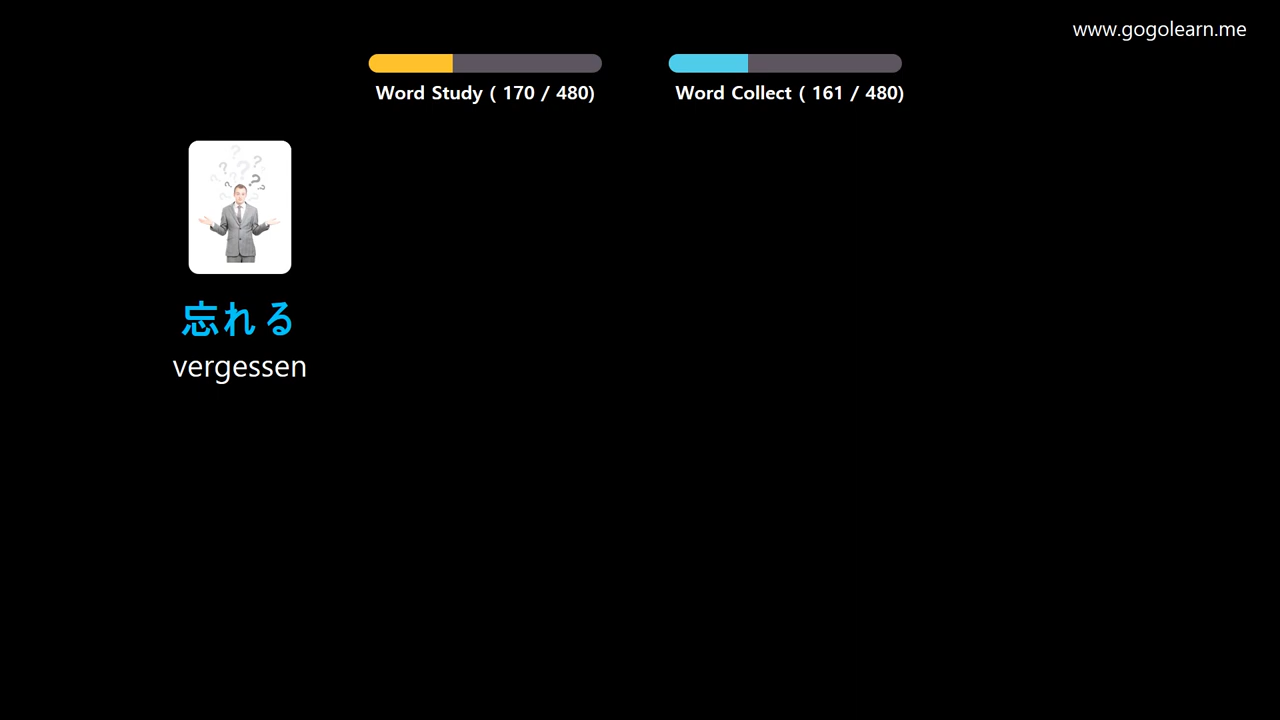 www.gogolearn.me
Word Study ( 170 / 480)
Word Collect ( 161 / 480)
忘れる
vergessen